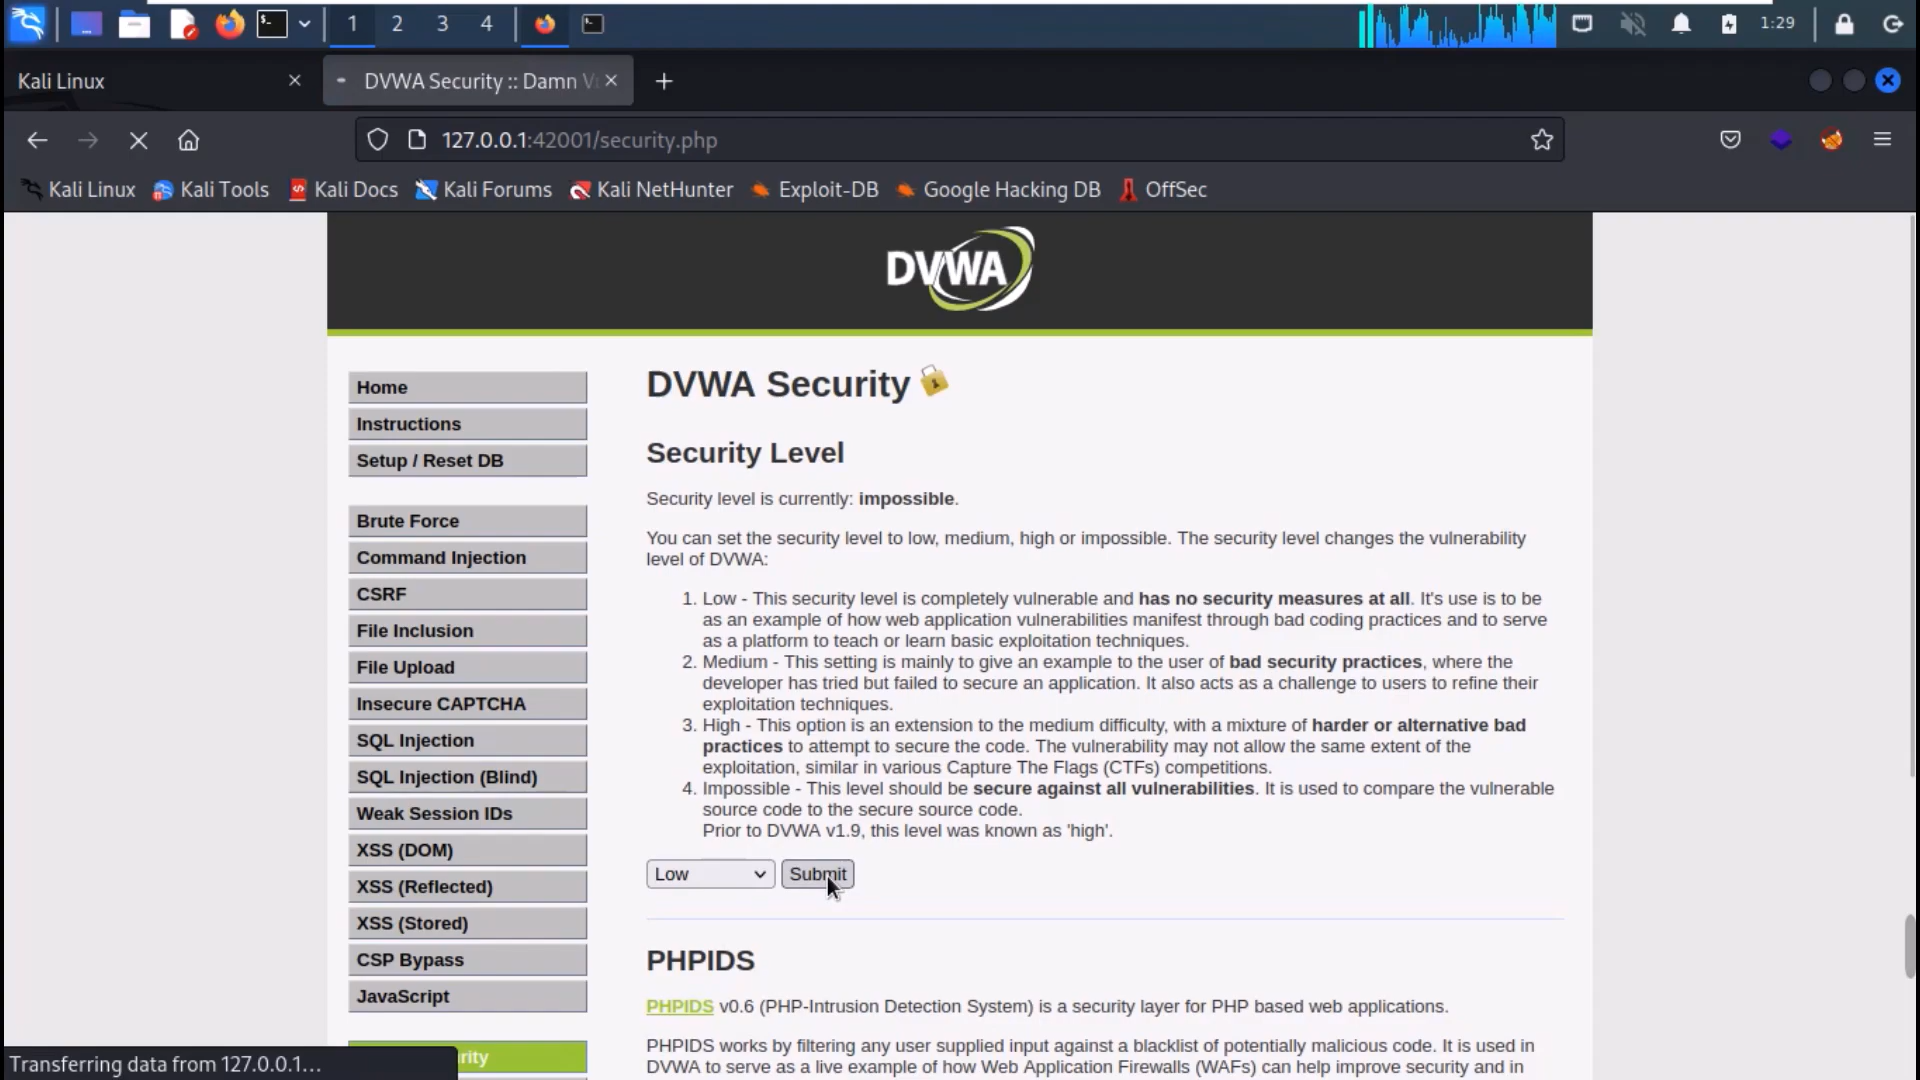 1 2 3 4 1:29
Kali Linux
DVWA Security :: Damn V
127.0.0.1:42001/security.php
Kali Linux Kali Tools Kali Docs Kali Forums Kali NetHunter Exploit-DB Google Hacking DB OffSec
DVWA
Home
Instructions
Setup / Reset DB
Brute Force
Command Injection
CSRF
File Inclusion
File Upload
Insecure CAPTCHA
SQL Injection
SQL Injection (Blind)
Weak Session IDs
XSS (DOM)
XSS (Reflected)
XSS (Stored)
CSP Bypass
JavaScript
rity
DVWA Security
Security Level
Security level is currently: impossible.
You can set the security level to low, medium, high or impossible. The security level changes the vulnerability
level of DVWA:
1. Low - This security level is completely vulnerable and has no security measures at all. It's use is to be
as an example of how web application vulnerabilities manifest through bad coding practices and to serve
as a platform to teach or learn basic exploitation techniques.
2. Medium - This setting is mainly to give an example to the user of bad security practices, where the
developer has tried but failed to secure an application. It also acts as a challenge to users to refine their
exploitation techniques.
3. High - This option is an extension to the medium difficulty, with a mixture of harder or alternative bad
practices to attempt to secure the code. The vulnerability may not allow the same extent of the
exploitation, similar in various Capture The Flags (CTFs) competitions.
4. Impossible - This level should be secure against all vulnerabilities. It is used to compare the vulnerable
source code to the secure source code.
Prior to DVWA v1.9, this level was known as 'high'.
Low Submit
PHPIDS
PHPIDS v0.6 (PHP-Intrusion Detection System) is a security layer for PHP based web applications.
PHPIDS works by filtering any user supplied input against a blacklist of potentially malicious code. It is used in
DVWA to serve as a live example of how Web Application Firewalls (WAFs) can help improve security and in
Transferring data from 127.0.0.1...